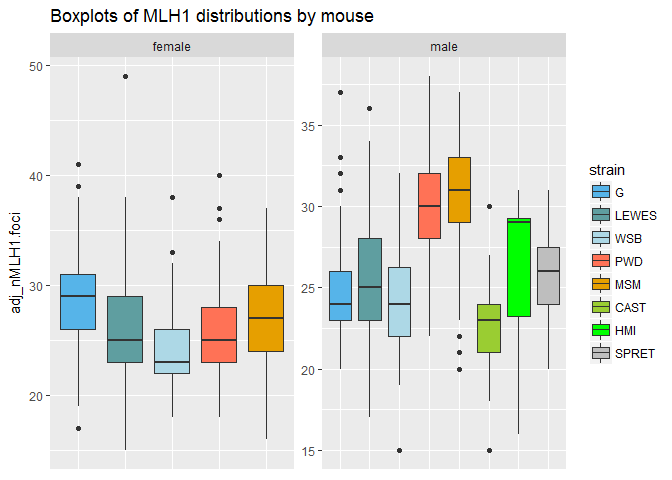 Boxplots of MLH1 distributions by mouse
female
male
adj_nMLH1.foci
50
40
30
20
35
30
25
20
15
strain
G
LEWES
WSB
PWD
MSM
CAST
HMI
SPRET